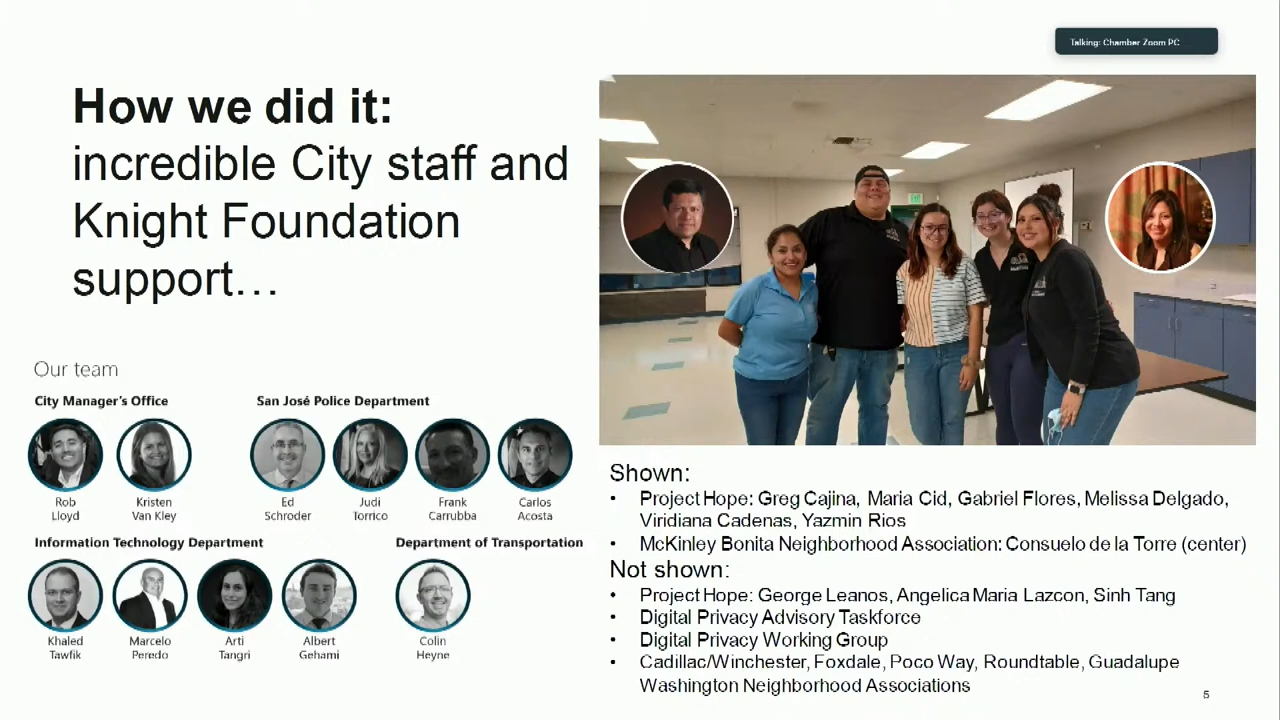 Talking: Chamber Zoom PC
How we did it:
incredible City staff and
Knight Foundation
support…
Our team
City Manager's Office
Rob
Lloyd
Kristen
Van Kley
San José Police Department
Ed
Schroder
Judi
Torrico
Frank
Carrubba
Carlos
Acosta
Information Technology Department
Khaled
Tawfik
Marcelo
Peredo
Arti
Tangri
Albert
Gehami
Department of Transportation
Colin
Heyne
Shown:
• Project Hope: Greg Cajina, Maria Cid, Gabriel Flores, Melissa Delgado,
Viridiana Cadenas, Yazmin Rios
• McKinley Bonita Neighborhood Association: Consuelo de la Torre (center)
Not shown:
• Project Hope: George Leanos, Angelica Maria Lazcon, Sinh Tang
• Digital Privacy Advisory Taskforce
• Digital Privacy Working Group
• Cadillac/Winchester, Foxdale, Poco Way, Roundtable, Guadalupe
Washington Neighborhood Associations
5